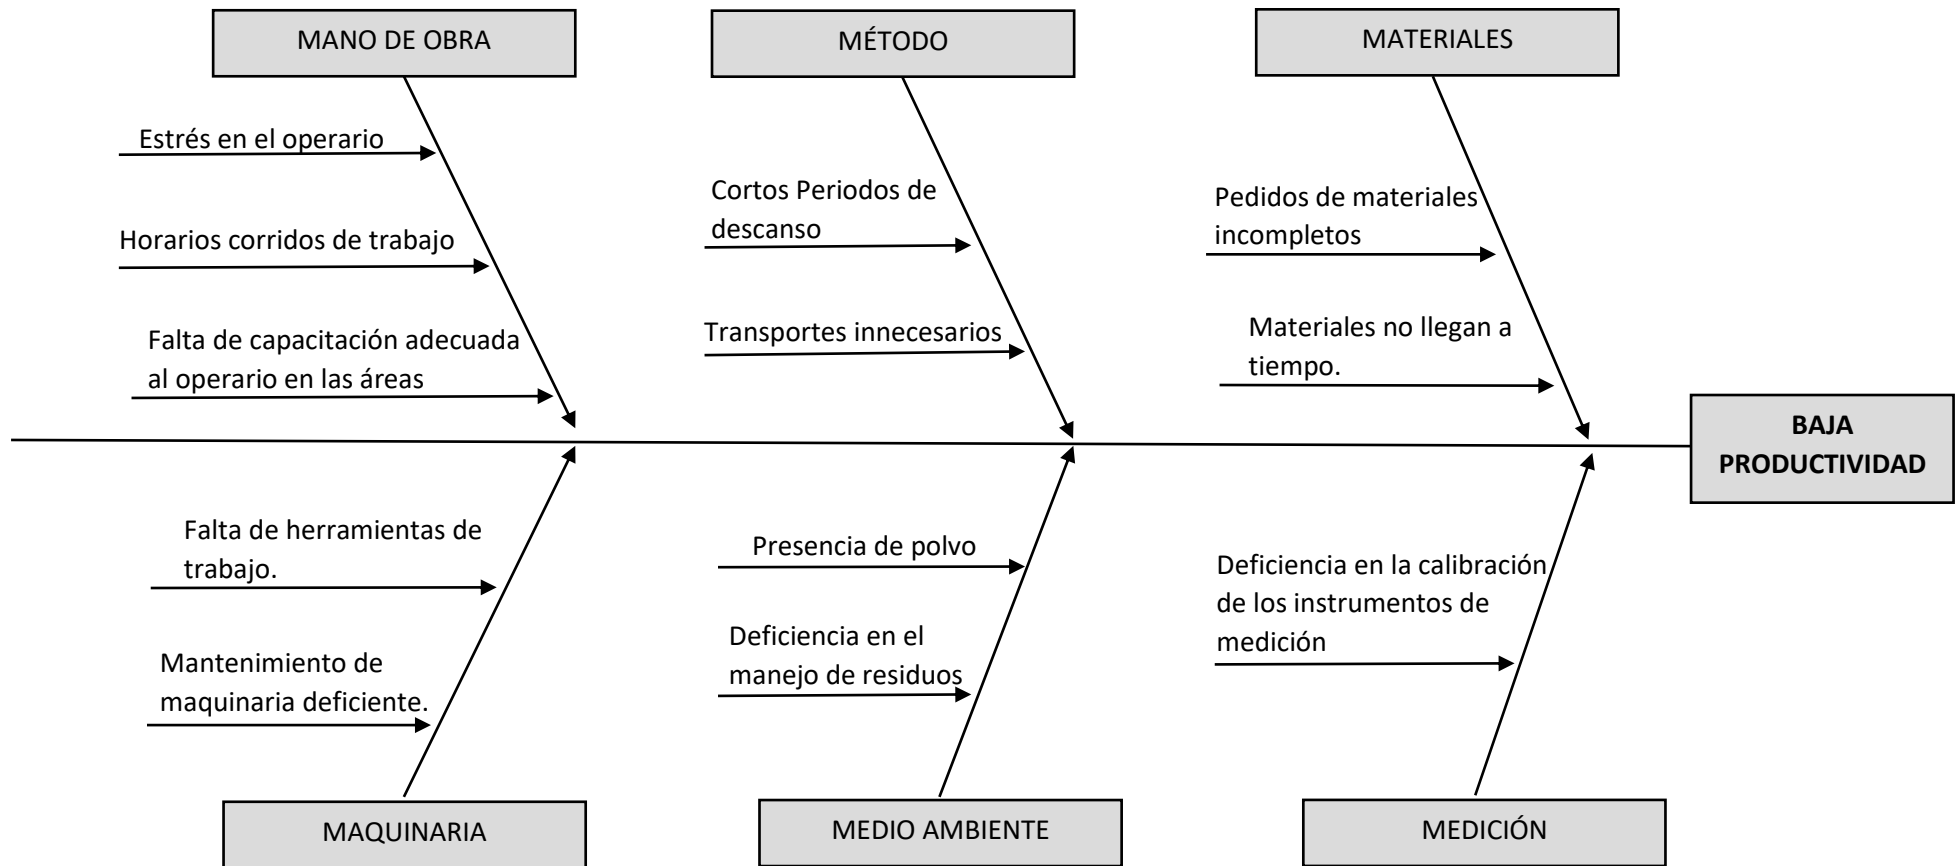 MANO DE OBRA
MÉTODO
MATERIALES
Estrés en el operario
Horarios corridos de trabajo
Falta de capacitación adecuada
al operario en las áreas
Cortos Periodos de
descanso
Transportes innecesarios
Pedidos de materiales
incompletos
Materiales no llegan a
tiempo.
BAJA
PRODUCTIVIDAD
Falta de herramientas de
trabajo.
Mantenimiento de
maquinaria deficiente.
Presencia de polvo
Deficiencia en el
manejo de residuos
Deficiencia en la calibración
de los instrumentos de
medición
MAQUINARIA
MEDIO AMBIENTE
MEDICIÓN